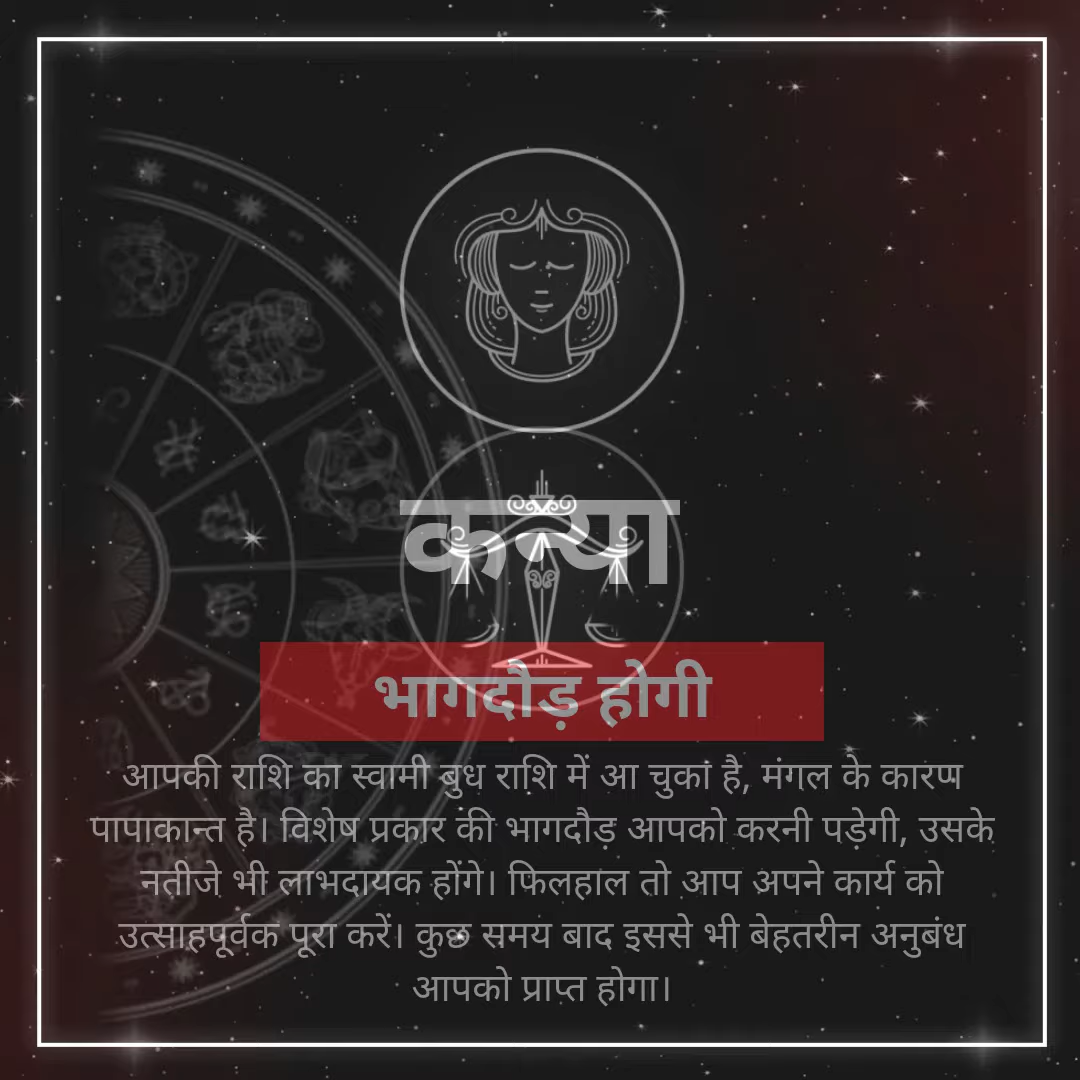 कन्या
भागदौड़ होगी
आपकी राशि का स्वामी बुध राशि में आ चुका है, मंगल के कारण
पापाकान्त है। विशेष प्रकार की भागदौड़ आपको करनी पड़ेगी, उसके
नतीजे भी लाभदायक होंगे। फिलहाल तो आप अपने कार्य को
उत्साहपूर्वक पूरा करें। कुछ समय बाद इससे भी बेहतरीन अनुबंध
आपको प्राप्त होगा।